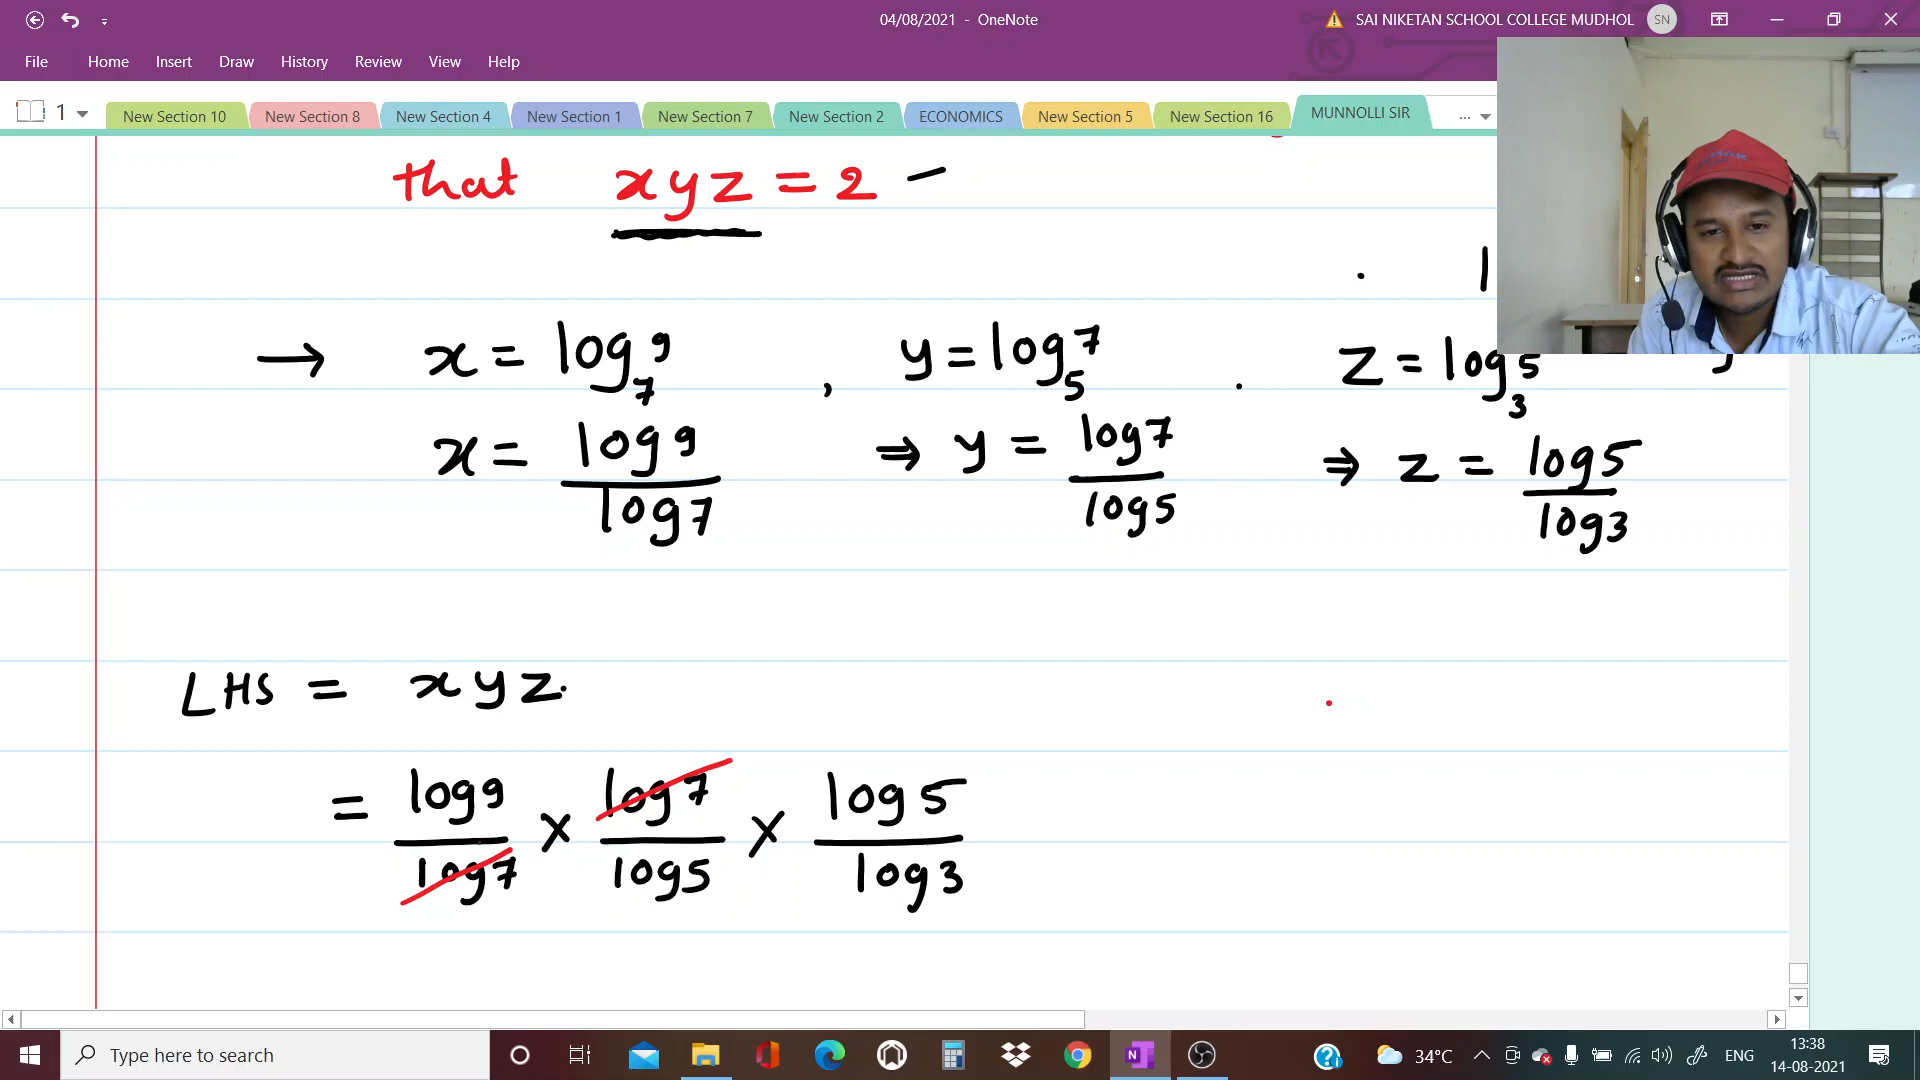 04/08/2021 - OneNote
SAI NIKETAN SCHOOL COLLEGE MUDHOL SN
File Home Insert Draw History Review View Help
1 New Section 10 New Section 8 New Section 4 New Section 1 New Section 7 New Section 2 ECONOMICS New Section 5 New Section 16 MUNNOLLI SIR ...
that xyz = 2 -
→ x = log₇9 , y = log₅7 . z = log₃5
x = log9/log7 ⇒ y = log7/log5 ⇒ z = log5/log3
LHS = xyz.
= log9/log7 × log7/log5 × log5/log3
Type here to search
34°C ENG 13:38
14-08-2021